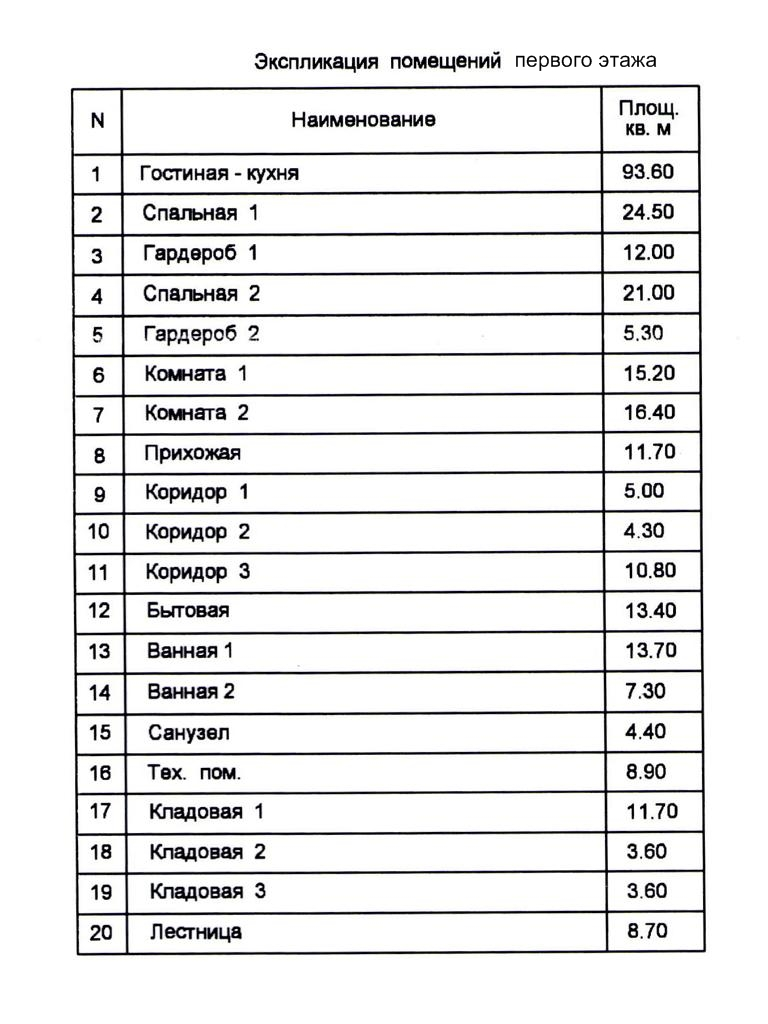 Экспликация помещений первого этажа
N Наименование Площ. кв. м
1 Гостиная - кухня 93.60
2 Спальная 1 24.50
3 Гардероб 1 12.00
4 Спальная 2 21.00
5 Гардероб 2 5.30
6 Комната 1 15.20
7 Комната 2 16.40
8 Прихожая 11.70
9 Коридор 1 5.00
10 Коридор 2 4.30
11 Коридор 3 10.80
12 Бытовая 13.40
13 Ванная 1 13.70
14 Ванная 2 7.30
15 Санузел 4.40
16 Тех. пом. 8.90
17 Кладовая 1 11.70
18 Кладовая 2 3.60
19 Кладовая 3 3.60
20 Лестница 8.70